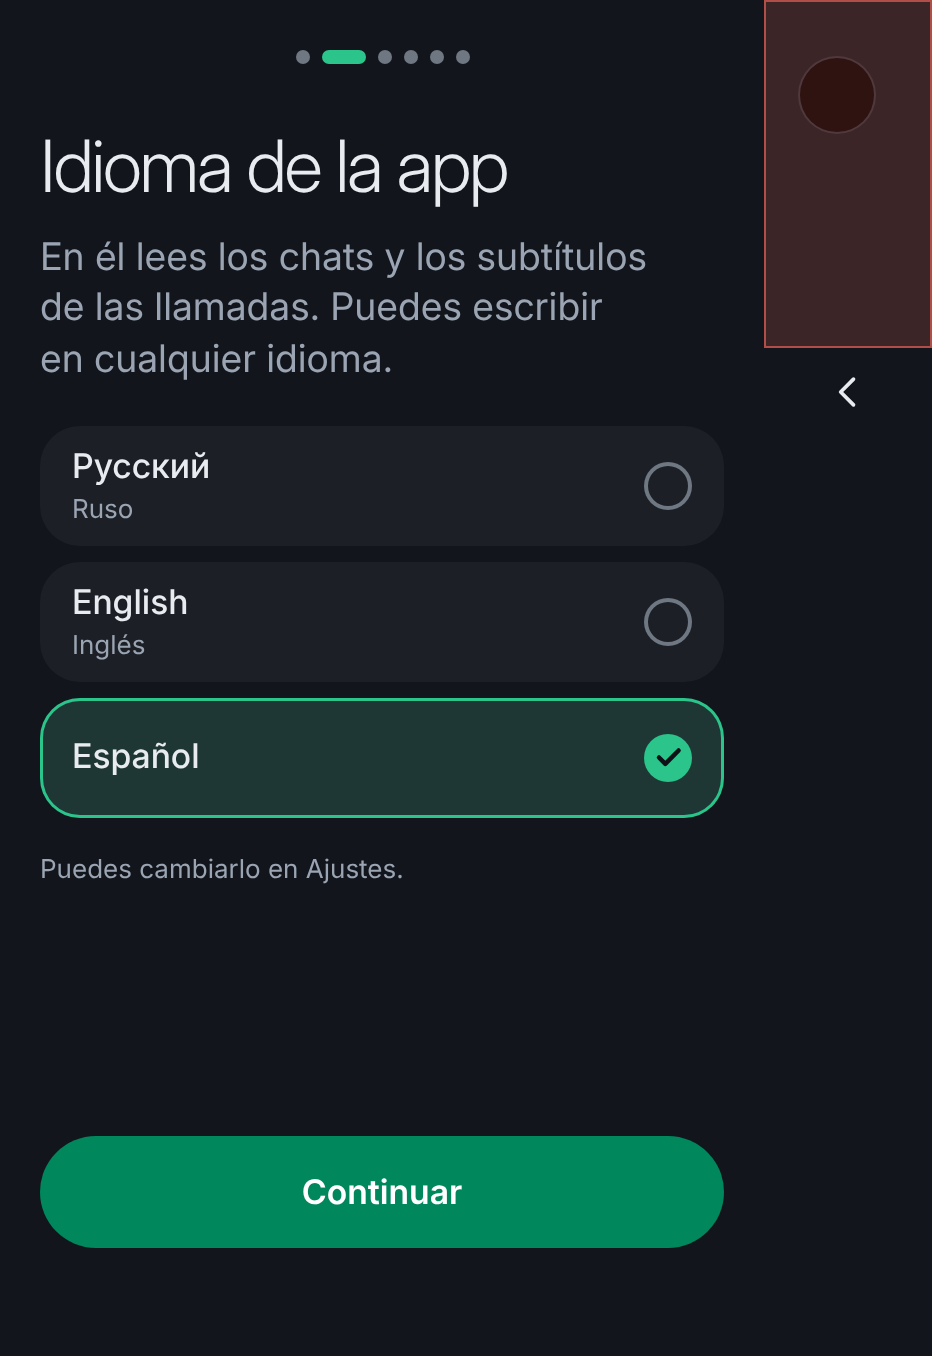 Idioma de la app
En él lees los chats y los subtítulos
de las llamadas. Puedes escribir
en cualquier idioma.
Русский
Ruso
English
Inglés
Español
Puedes cambiarlo en Ajustes.
Continuar